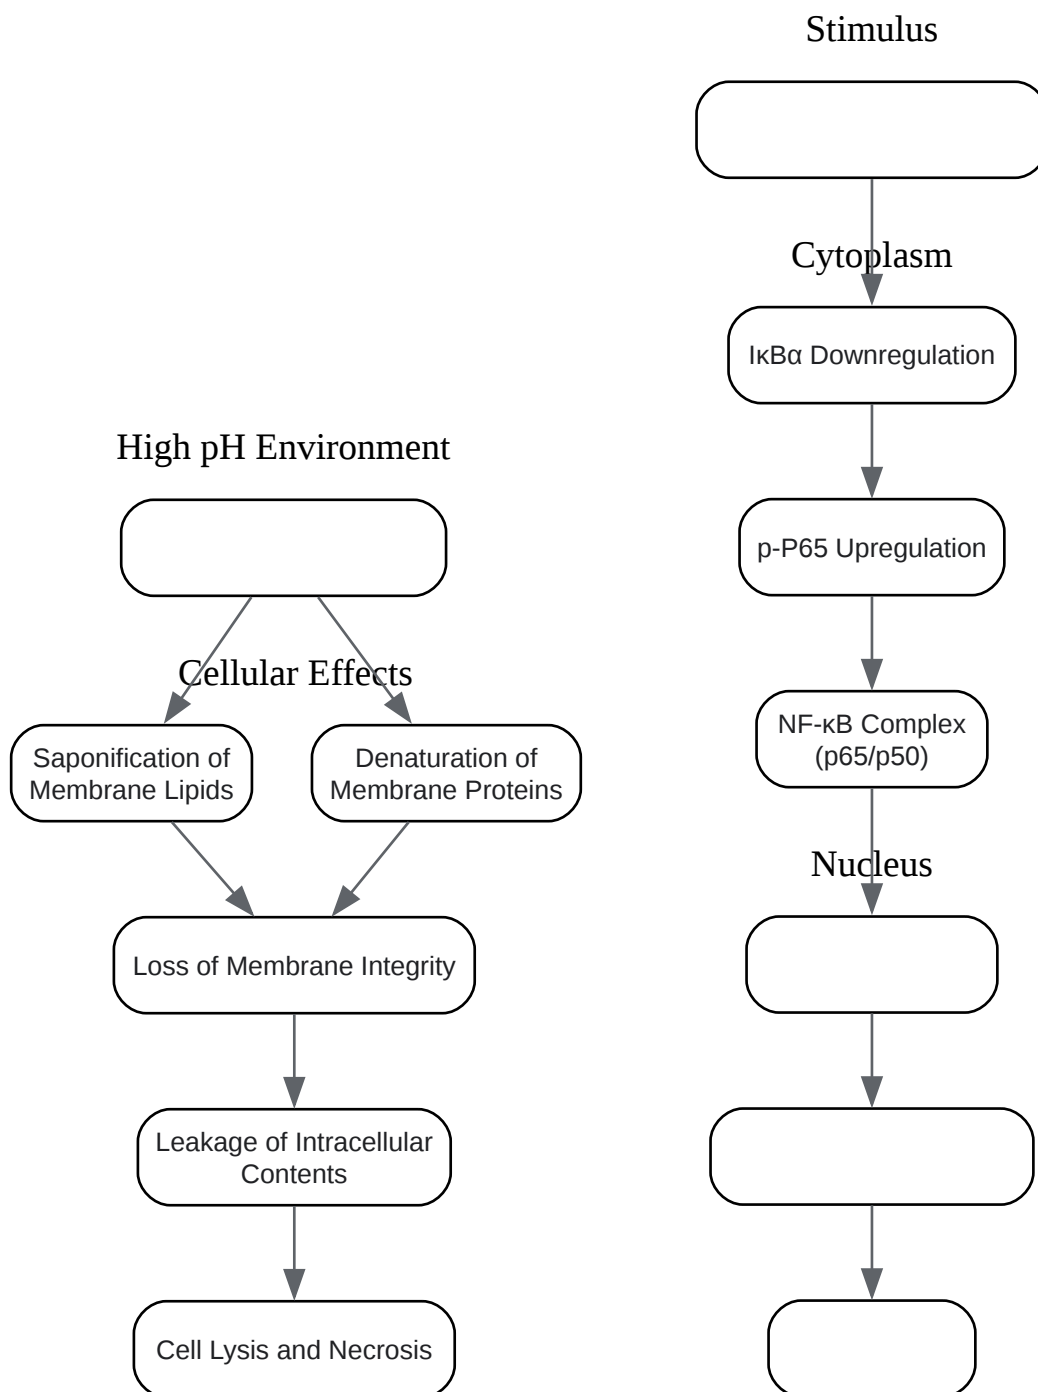 Stimulus
Cytoplasm
IκBα Downregulation
p-P65 Upregulation
NF-κB Complex
(p65/p50)
Nucleus
High pH Environment
Cellular Effects
Saponification of
Membrane Lipids
Denaturation of
Membrane Proteins
Loss of Membrane Integrity
Leakage of Intracellular
Contents
Cell Lysis and Necrosis